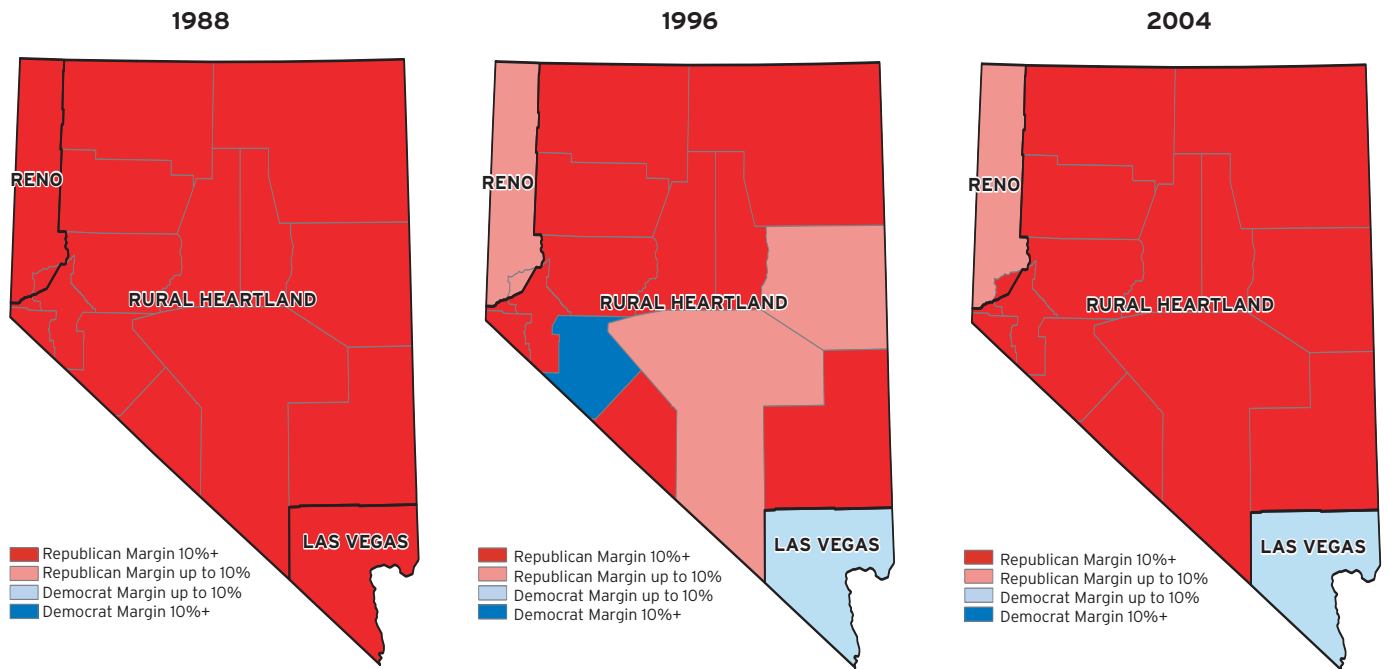 1988
RENO
RURAL HEARTLAND
LAS VEGAS
Republican Margin 10%+
Republican Margin up to 10%
Democrat Margin up to 10%
Democrat Margin 10%+
1996
RENO
RURAL HEARTLAND
LAS VEGAS
Republican Margin 10%+
Republican Margin up to 10%
Democrat Margin up to 10%
Democrat Margin 10%+
2004
RENO
RURAL HEARTLAND
LAS VEGAS
Republican Margin 10%+
Republican Margin up to 10%
Democrat Margin up to 10%
Democrat Margin 10%+